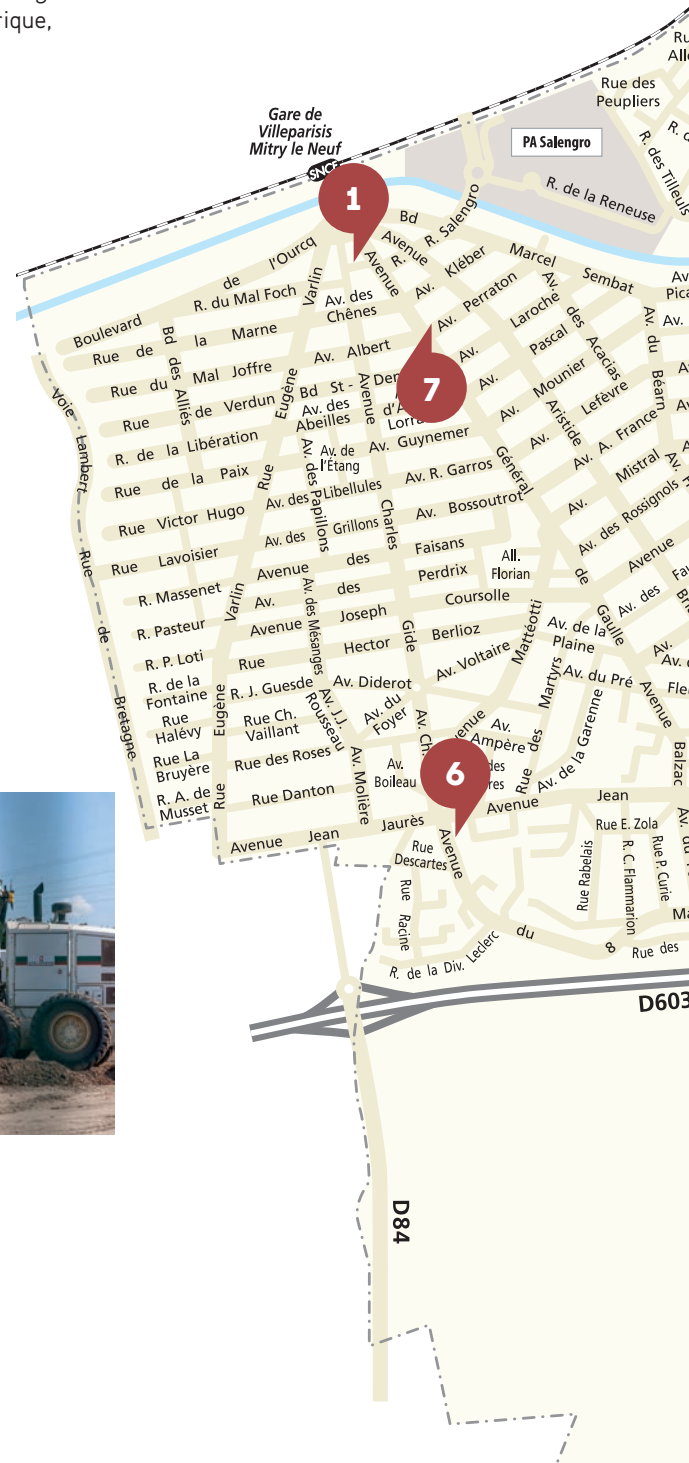 rique,
Gare de
Villeparisis
Mitry le Neuf
SNCF
Rue des
Peupliers
PA Salengro
R. des Tilleuls
R. de la Reneuse
1
Bd Marcel Sembat
R. Salengro
Avenue Aristide
Avenue
Général
de
Gaulle
Boulevard de l'Ourcq
R. du Mal Foch
Rue de la Marne
Rue du Mal Joffre
Rue de Verdun
R. de la Libération
Rue de la Paix
Rue Victor Hugo
Rue Lavoisier
R. Massenet
R. Pasteur
R. P. Loti
R. de la
Fontaine
Rue
Halévy
Rue La
Bruyère
R. A. de
Musset
Bd des Alliés
Voie Lambert
Rue de Bretagne
Rue Eugène Varlin
Rue Eugène Varlin
Av. des
Chênes
Av. Kléber
Av. Albert
Av. Perraton
Av. Laroche
Av. Pascal
Av. des Acacias
Av. du Béarn
Av. Mounier
Av. Lefèvre
Av. A. France
Av. Mistral
Av. des Rossignols
Avenue
Av. des
Bd St -
7
Av. des
Abeilles
Av. Guynemer
Av. de
l'Étang
Av. R. Garros
Av. des Libellules
Av. Bossoutrot
Av. des Grillons
Av. des Papillons
Avenue Charles Gide
Avenue des Faisans
Av. des Perdrix
All.
Florian
Avenue Joseph Coursolle
Rue Hector Berlioz
Av. des Mésanges
Av. Voltaire
Matteotti
Av. de la
Plaine
Av. du Pré
Rue des Martyrs
Av. de la Garenne
R. J. Guesde
Av. Diderot
Rue Ch.
Vaillant
Av. J.J.
Rousseau
Av. du
Foyer
Rue des Roses
Av. Molière
Av.
Boileau
Av.
Ampère
6
Rue Danton
Avenue Jean Jaurès
Avenue Jean
Avenue
Balzac
Rue
Descartes
Rue Racine
R. de la Div. Leclerc
Avenue du 8
Rue E. Zola
Rue Rabelais
R. C. Flammarion
Rue P. Curie
Rue des
D603
D84